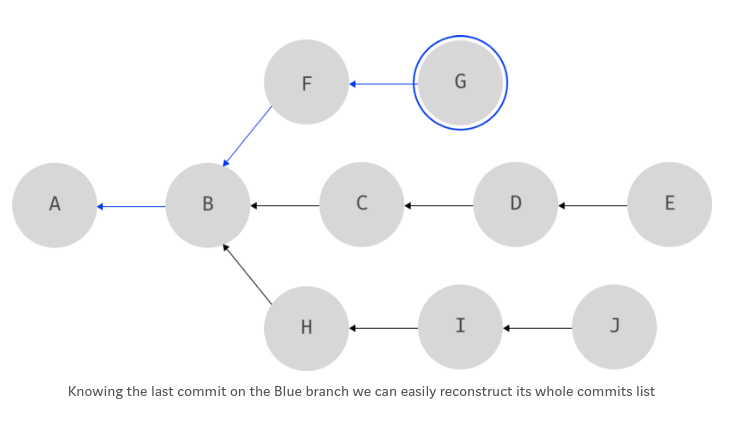 F
G
A
B
C
D
E
H
I
J
Knowing the last commit on the Blue branch we can easily reconstruct its whole commits list